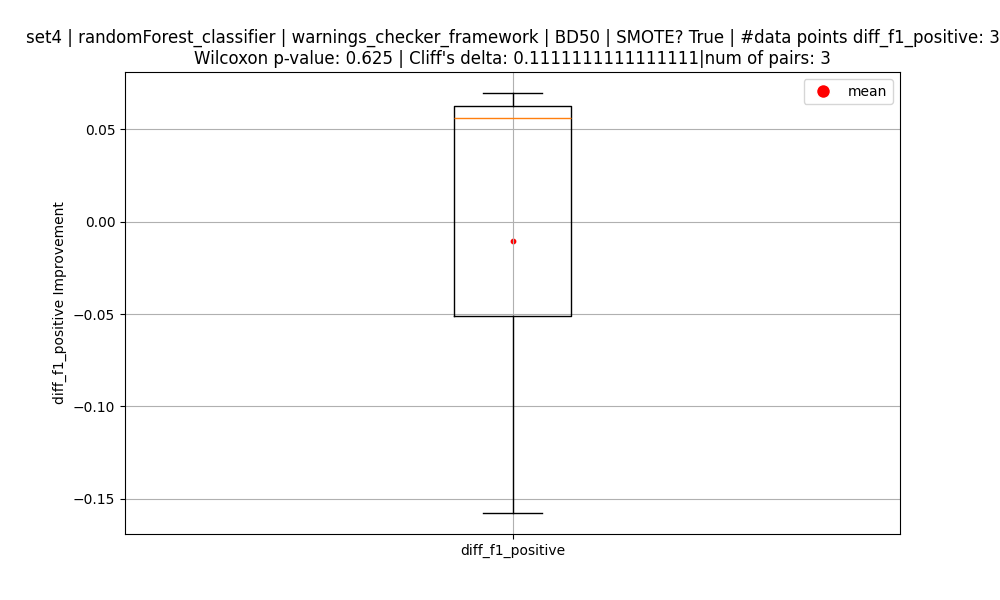 set4 | randomForest_classifier | warnings_checker_framework | BD50 | SMOTE? True | #data points diff_f1_positive: 3
Wilcoxon p-value: 0.625 | Cliff's delta: 0.1111111111111111|num of pairs: 3
mean
0.05
0.00
−0.05
−0.10
−0.15
diff_f1_positive Improvement
diff_f1_positive